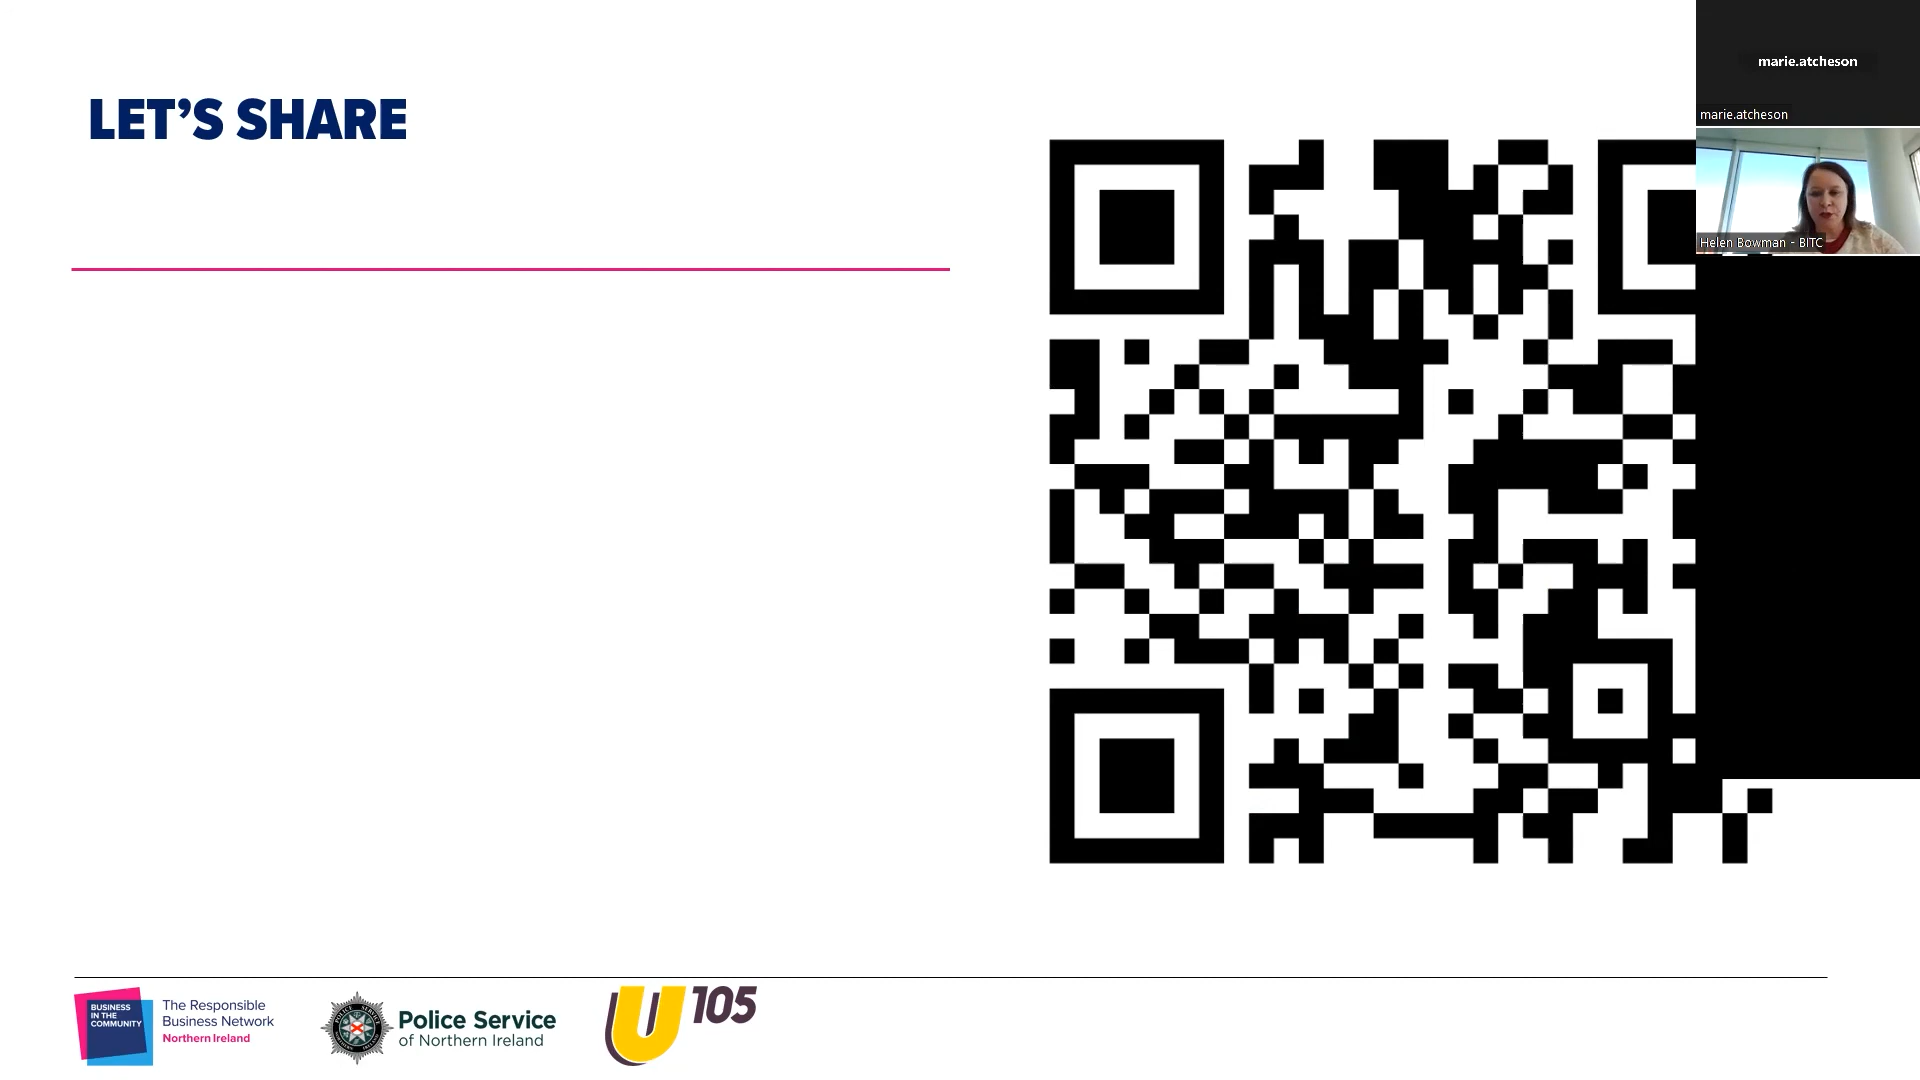 LET’S SHARE
marie.atcheson
marie.atcheson
Helen Bowman - BITC
BUSINESS
IN THE
COMMUNITY
The Responsible
Business Network
Northern Ireland
Police Service
of Northern Ireland
U105